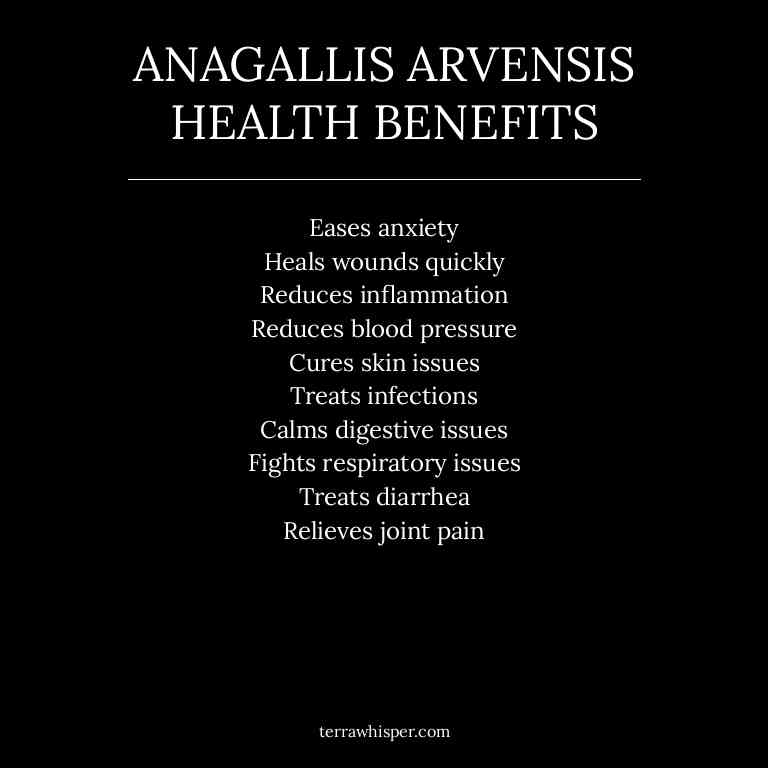 ANAGALLIS ARVENSIS
HEALTH BENEFITS
Eases anxiety
Heals wounds quickly
Reduces inflammation
Reduces blood pressure
Cures skin issues
Treats infections
Calms digestive issues
Fights respiratory issues
Treats diarrhea
Relieves joint pain
terrawhisper.com